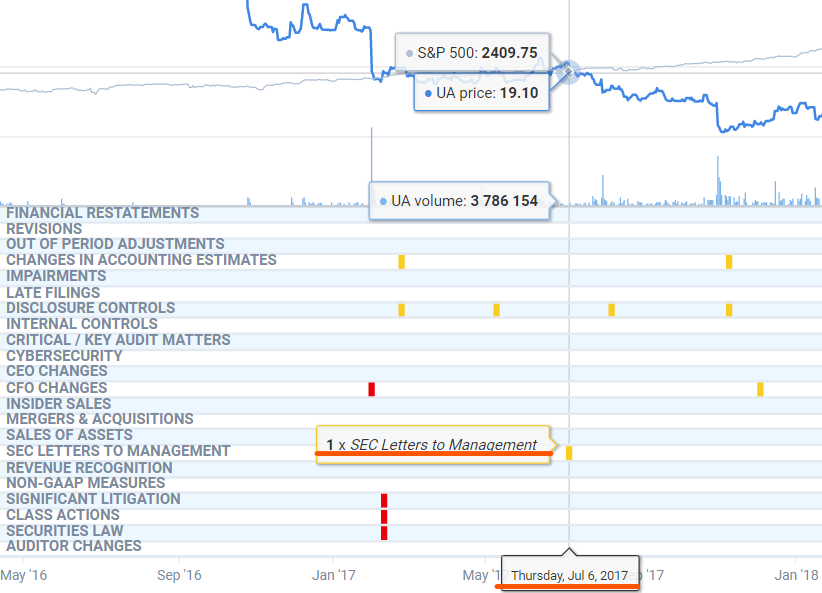 S&P 500: 2409.75
UA price: 19.10
UA volume: 3 786 154
FINANCIAL RESTATEMENTS
REVISIONS
OUT OF PERIOD ADJUSTMENTS
CHANGES IN ACCOUNTING ESTIMATES
IMPAIRMENTS
LATE FILINGS
DISCLOSURE CONTROLS
INTERNAL CONTROLS
CRITICAL / KEY AUDIT MATTERS
CYBERSECURITY
CEO CHANGES
CFO CHANGES
INSIDER SALES
MERGERS & ACQUISITIONS
SALES OF ASSETS
1 x SEC Letters to Management
SEC LETTERS TO MANAGEMENT
REVENUE RECOGNITION
NON-GAAP MEASURES
SIGNIFICANT LITIGATION
CLASS ACTIONS
SECURITIES LAW
AUDITOR CHANGES
May '16 Sep '16 Jan '17 May '17 Thursday, Jul 6, 2017 '17 Jan '18